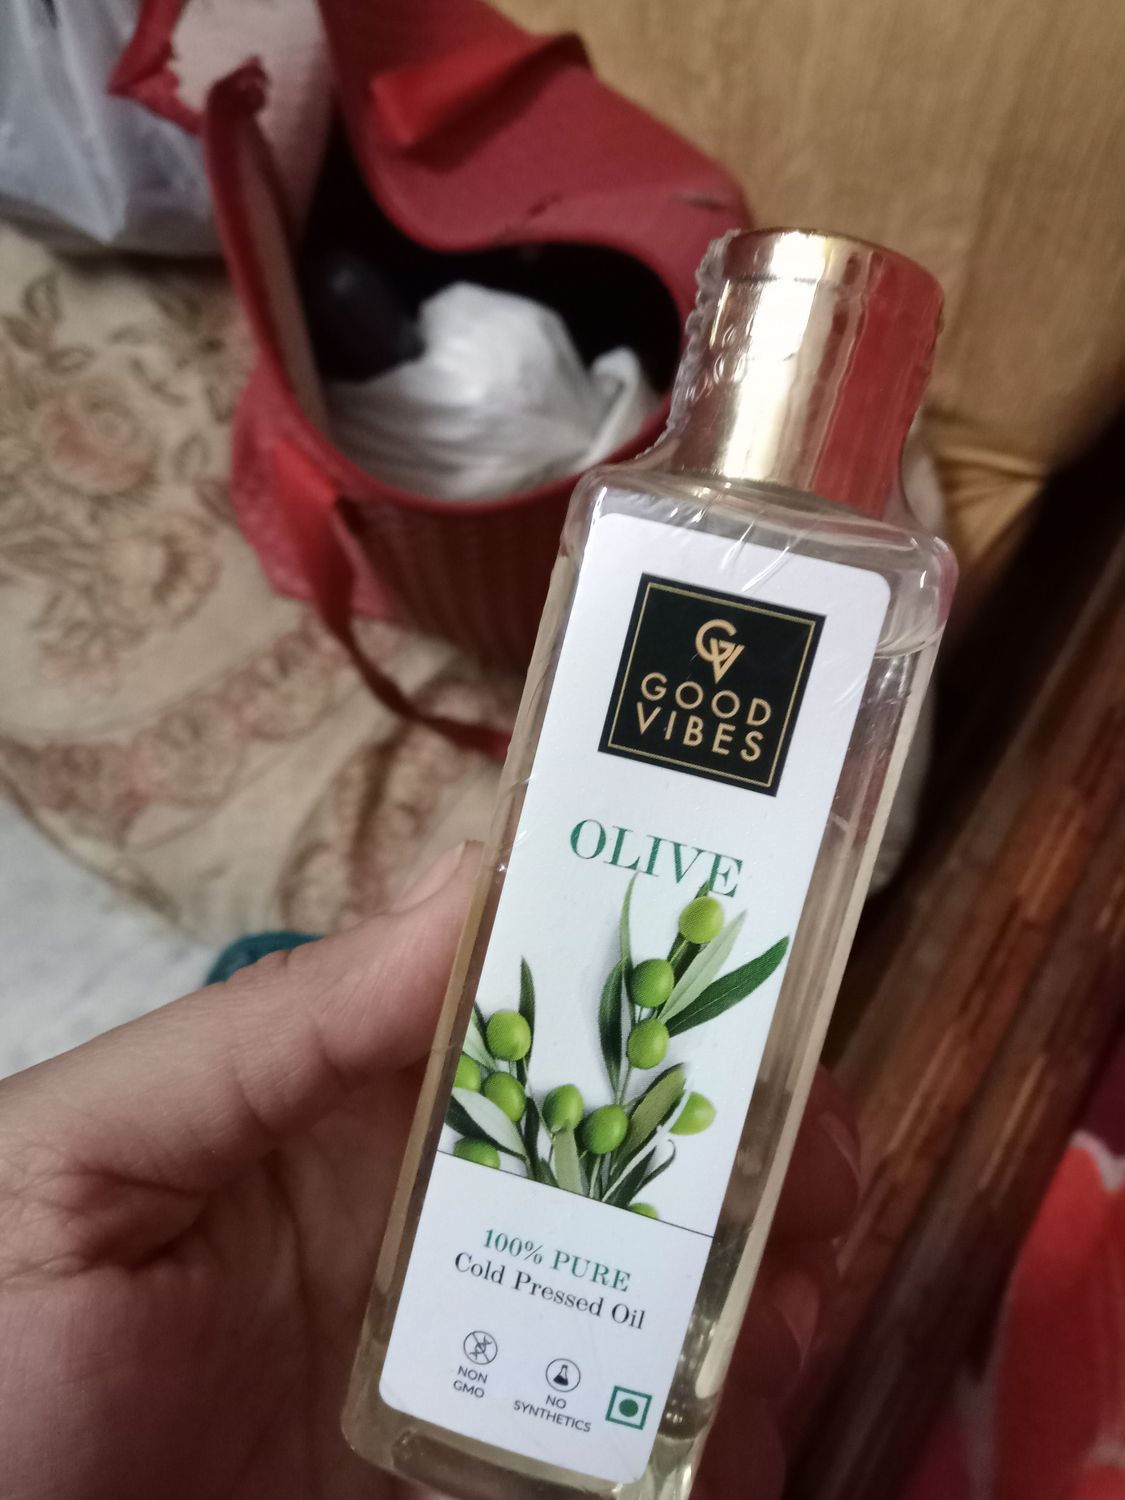 GV
GOOD
VIBES
OLIVE
100% PURE
Cold Pressed Oil
NON
GMO
NO
SYNTHETICS